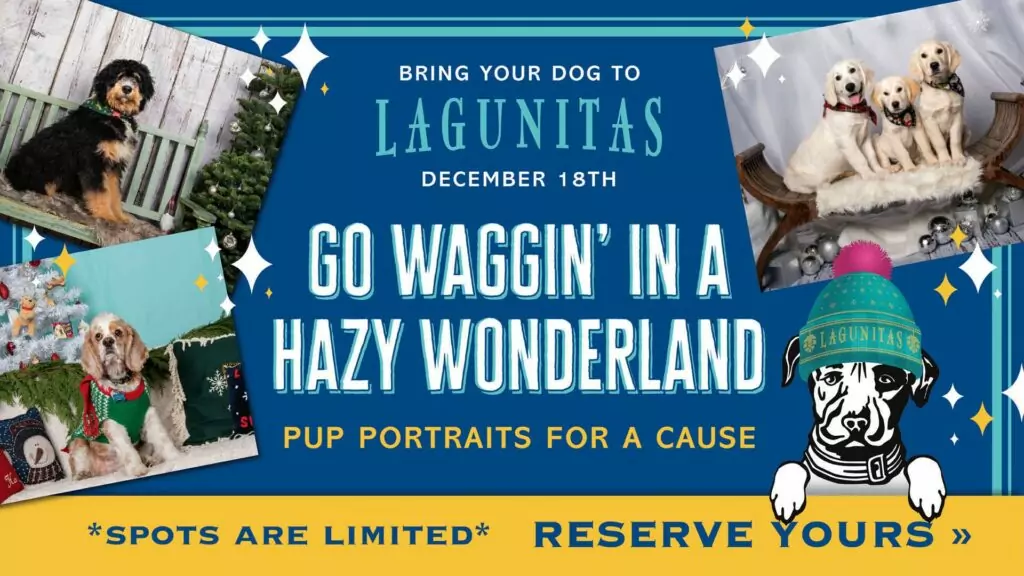 BRING YOUR DOG TO
LAGUNITAS
DECEMBER 18TH
GO WAGGIN' IN A
HAZY WONDERLAND
PUP PORTRAITS FOR A CAUSE
LAGUNITAS
*SPOTS ARE LIMITED*
RESERVE YOURS »